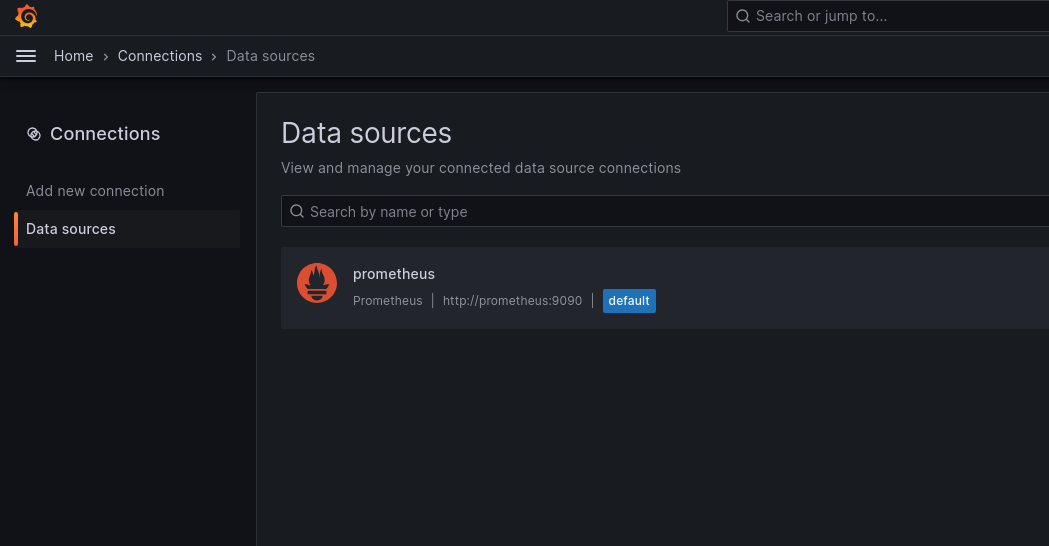 Search or jump to...
Home › Connections › Data sources
Connections
Add new connection
Data sources
Data sources
View and manage your connected data source connections
Search by name or type
prometheus
Prometheus | http://prometheus:9090 | default